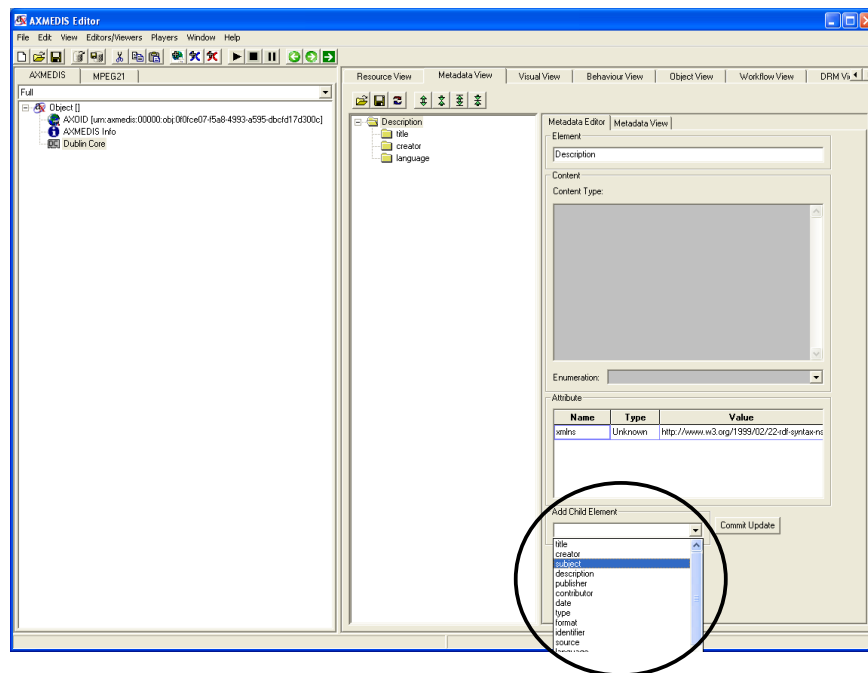 AXMEDIS Editor
File Edit View Editors/Viewers Players Window Help
AXMEDIS MPEG21
Full
Object []
AXOID [urn:axmedis:00000:obj:0f0fce07-f5a8-4993-a595-dbcfd17d300c]
AXMEDIS Info
Dublin Core
Resource View Metadata View Visual View Behaviour View Object View Workflow View DRM Vi
Description
title
creator
language
Metadata Editor Metadata View
Element
Description
Content
Content Type:
Enumeration:
Attribute
Name Type Value
xmlns Unknown http://www.w3.org/1999/02/22-rdf-syntax-ns
Add Child Element
Commit Update
title
creator
subject
description
publisher
contributor
date
type
format
identifier
source
language